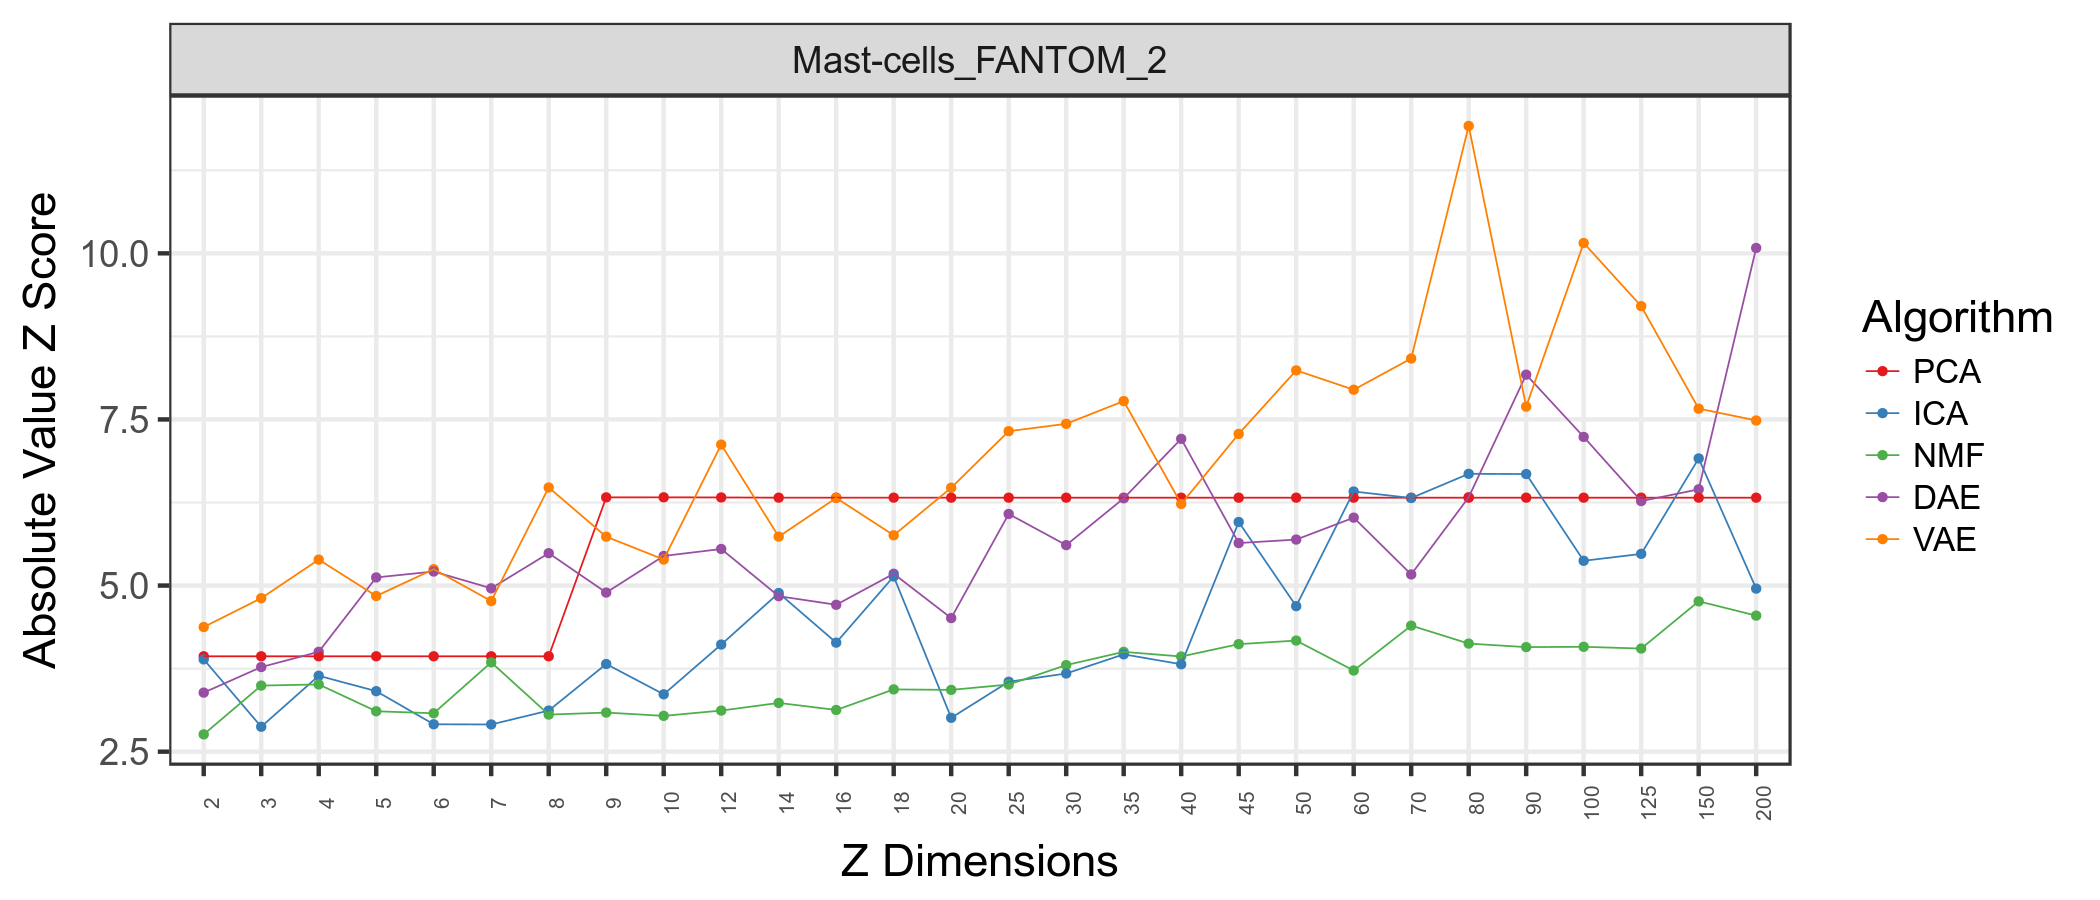 Mast-cells_FANTOM_2
Absolute Value Z Score
10.0
7.5
5.0
2.5
2 3 4 5 6 7 8 9 10 12 14 16 18 20 25 30 35 40 45 50 60 70 80 90 100 125 150 200
Z Dimensions
Algorithm
PCA
ICA
NMF
DAE
VAE